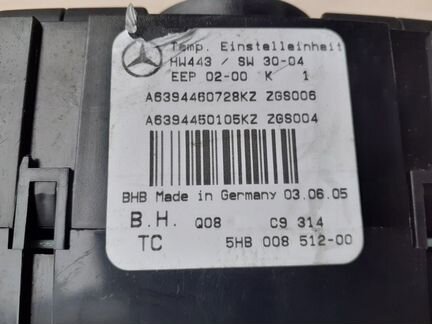 Temp. Einstelleinheit
HW443 / SW 30-04
EEP 02-00 K 1
A6394460728KZ ZGS006
A6394450105KZ ZGS004
BHB Made in Germany 03.06.05
B.H. Q08 C9 314
TC 5HB 008 512-00